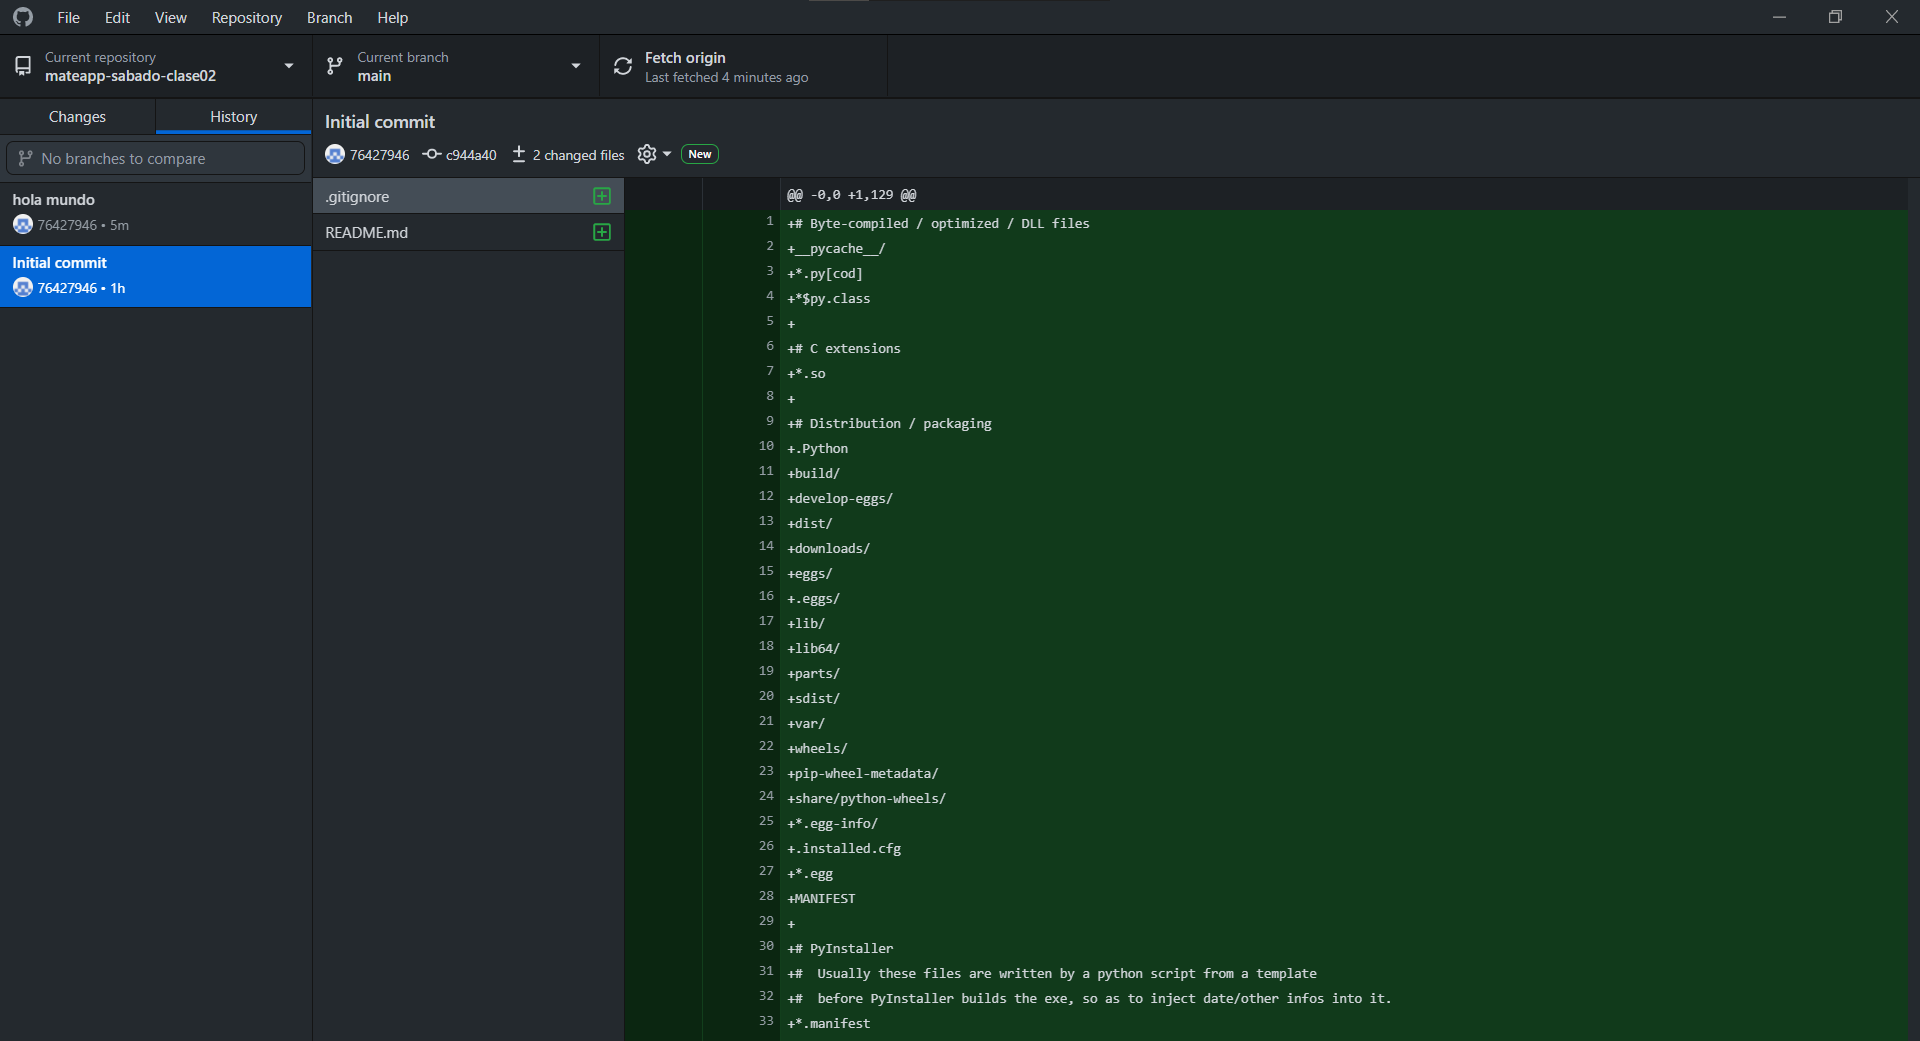 File Edit View Repository Branch Help
Current repository
mateapp-sabado-clase02
Current branch
main
Fetch origin
Last fetched 4 minutes ago
Changes
History
No branches to compare
hola mundo
76427946 • 5m
Initial commit
76427946 • 1h
Initial commit
76427946 c944a40 2 changed files New
.gitignore
README.md
@@ -0,0 +1,129 @@
1 +# Byte-compiled / optimized / DLL files
2 +__pycache__/
3 +*.py[cod]
4 +*$py.class
5 +
6 +# C extensions
7 +*.so
8 +
9 +# Distribution / packaging
10 +.Python
11 +build/
12 +develop-eggs/
13 +dist/
14 +downloads/
15 +eggs/
16 +.eggs/
17 +lib/
18 +lib64/
19 +parts/
20 +sdist/
21 +var/
22 +wheels/
23 +pip-wheel-metadata/
24 +share/python-wheels/
25 +*.egg-info/
26 +.installed.cfg
27 +*.egg
28 +MANIFEST
29 +
30 +# PyInstaller
31 +#  Usually these files are written by a python script from a template
32 +#  before PyInstaller builds the exe, so as to inject date/other infos into it.
33 +*.manifest